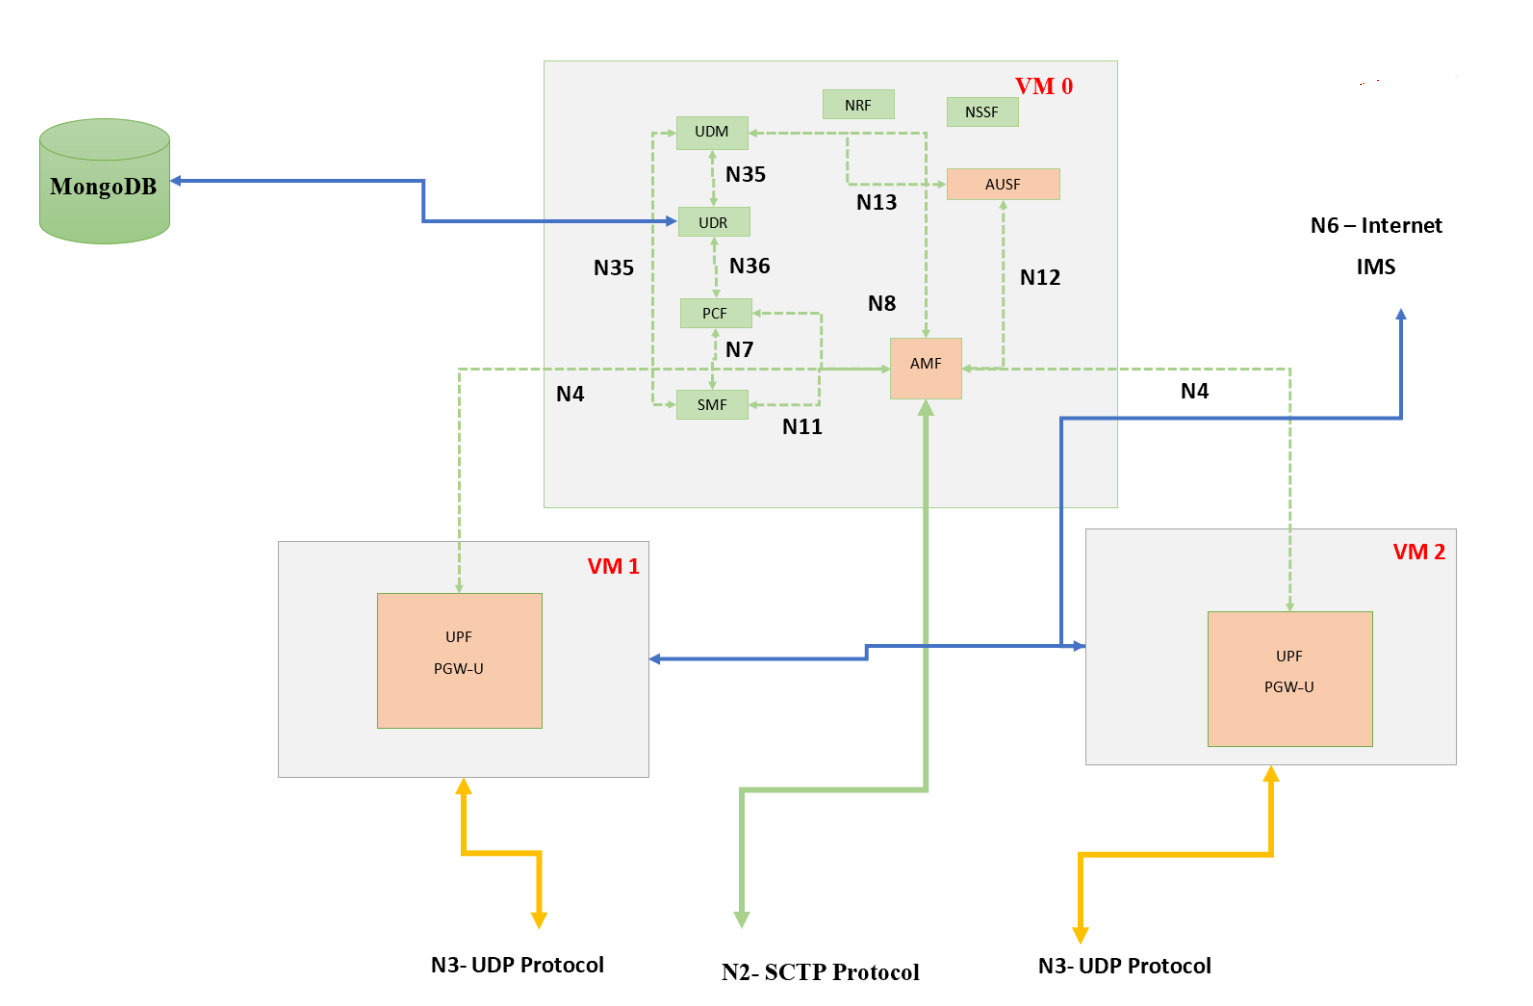 VM 0
NRF
NSSF
UDM
MongoDB
N35
AUSF
N13
UDR
N6 – Internet
IMS
N35
N36
N12
N8
PCF
N7
AMF
N4
SMF
N11
N4
VM 1
VM 2
UPF
PGW-U
UPF
PGW-U
N3- UDP Protocol
N2- SCTP Protocol
N3- UDP Protocol